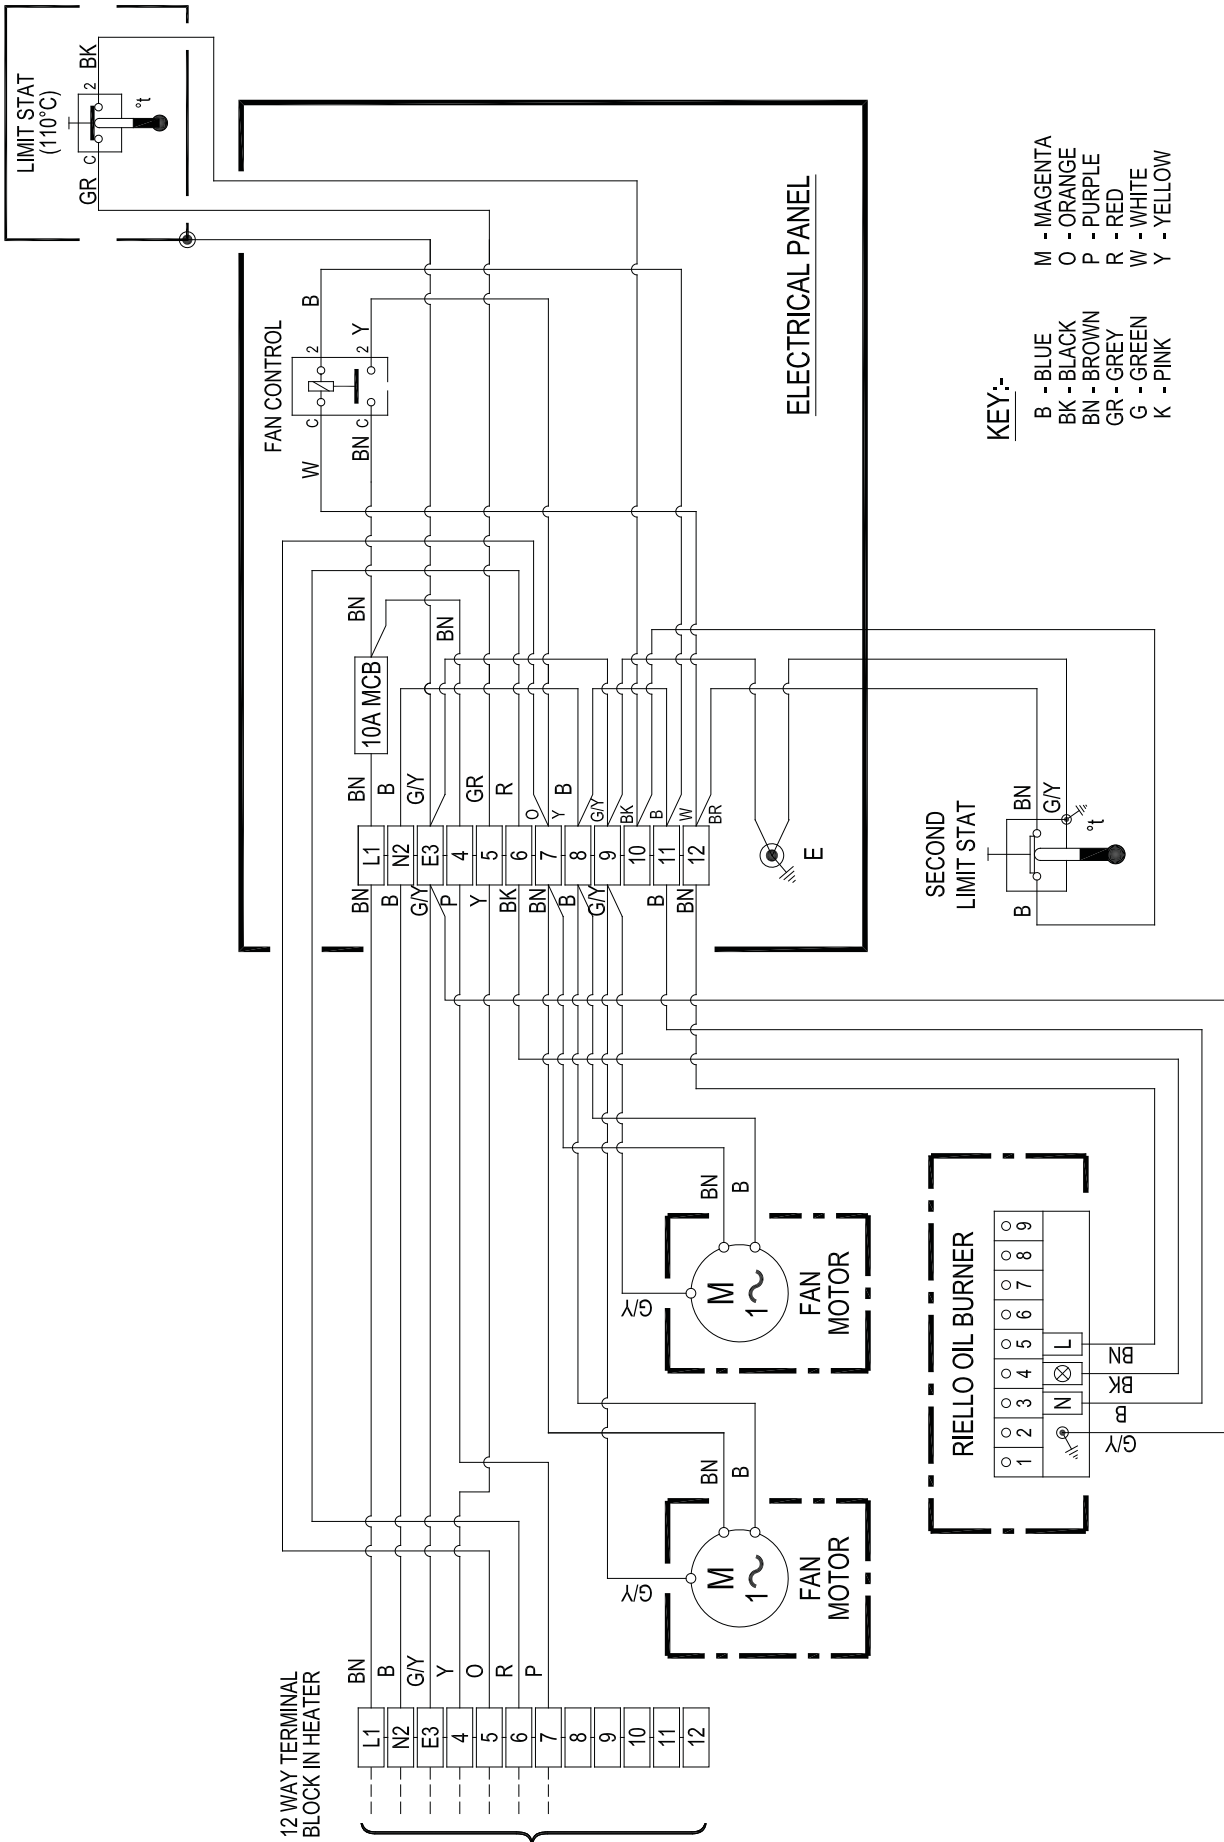 12 WAY TERMINAL
BLOCK IN HEATER
L1
N2
E3
4
5
6
7
8
9
10
11
12
BN
B
G/Y
Y
O
R
P
FAN
MOTOR
M
1
BN
B
G/Y
FAN
MOTOR
M
1
BN
B
G/Y
RIELLO OIL BURNER
1 2 3 4 5 6 7 8 9
N L
G/Y B BK BN
BN
B
G/Y
P
Y
BK
BN
B
G/Y
B
BN
L1
N2
E3
4
5
6
7
8
9
10
11
12
BN
B
G/Y
GR
R
O
Y
B
G/Y
BK
B
W
BR
10A MCB
BN
BN
E
SECOND
LIMIT STAT
B
BN
G/Y
°t
FAN CONTROL
W C 2 B
BN C 2 Y
LIMIT STAT
(110°C)
GR C 2 BK
°t
ELECTRICAL PANEL
KEY:-
B - BLUE
BK - BLACK
BN - BROWN
GR - GREY
G - GREEN
K - PINK
M - MAGENTA
O - ORANGE
P - PURPLE
R - RED
W - WHITE
Y - YELLOW